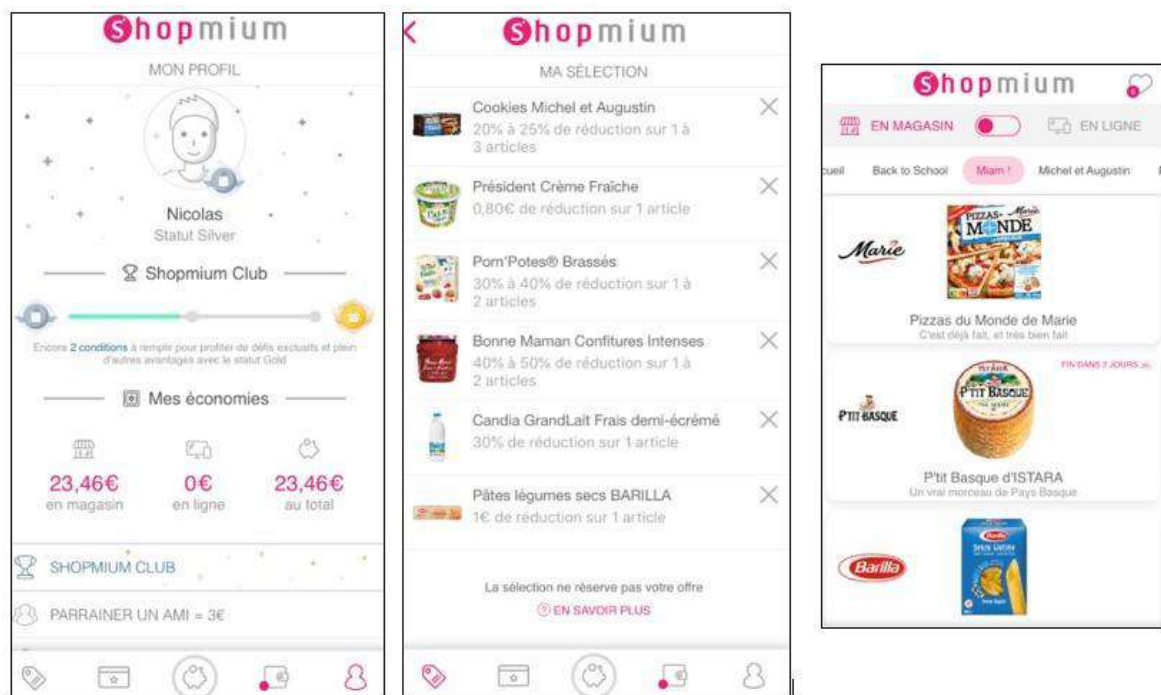 Shopmium
MON PROFIL
Nicolas
Statut Silver
Shopmium Club
Encore 2 conditions à remplir pour profiter de défis exclusifs et plein
d'autres avantages avec le statut Gold
Mes économies
23,46€ 0€ 23,46€
en magasin en ligne au total
SHOPMIUM CLUB
PARRAINER UN AMI = 3€
Shopmium
MA SÉLECTION
Cookies Michel et Augustin
20% à 25% de réduction sur 1 à
3 articles
Président Crème Fraîche
0,80€ de réduction sur 1 article
Pom'Potes® Brassés
30% à 40% de réduction sur 1 à
2 articles
Bonne Maman Confitures Intenses
40% à 50% de réduction sur 1 à
2 articles
Candia GrandLait Frais demi-écrémé
30% de réduction sur 1 article
Pâtes légumes secs BARILLA
1€ de réduction sur 1 article
La sélection ne réserve pas votre offre
EN SAVOIR PLUS
Shopmium
EN MAGASIN EN LIGNE
cueil Back to School Miam ! Michel et Augustin
Marie
PIZZAS DU MONDE
Marie
Pizzas du Monde de Marie
C'est déjà fait, et très bien fait
FIN DANS 2 JOURS
P'TIT BASQUE
ISTARA
P'TIT BASQUE
P'tit Basque d'ISTARA
Un vrai morceau de Pays Basque
Barilla
Barilla